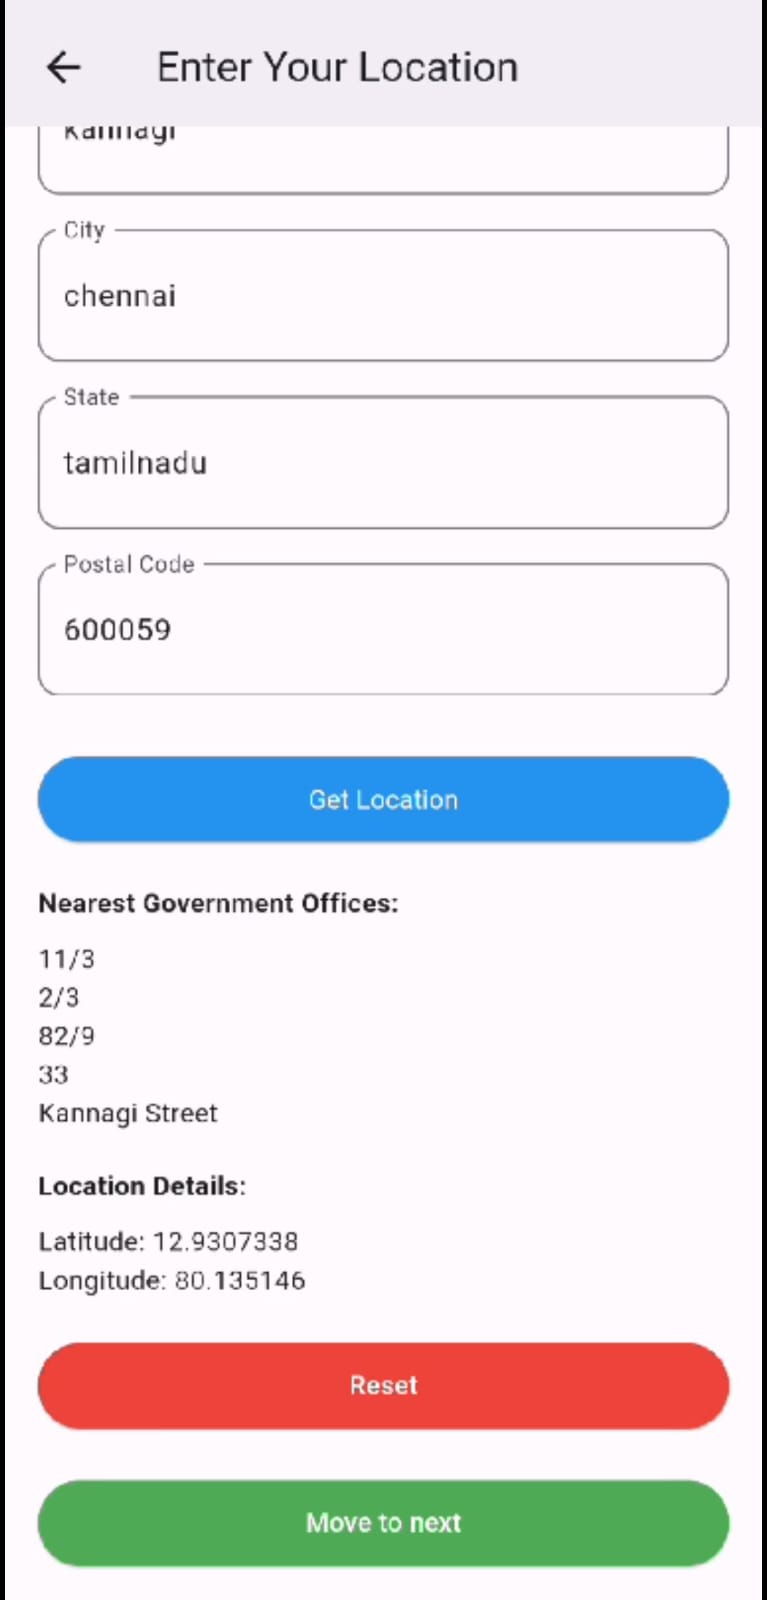 Enter Your Location
kannagi
City
chennai
State
tamilnadu
Postal Code
600059
Get Location
Nearest Government Offices:
11/3
2/3
82/9
33
Kannagi Street
Location Details:
Latitude: 12.9307338
Longitude: 80.135146
Reset
Move to next